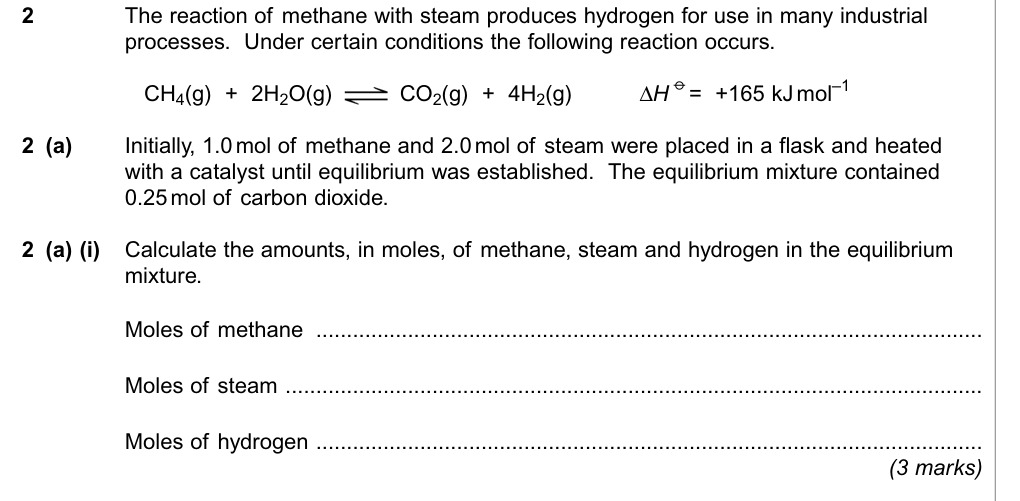 2 The reaction of methane with steam produces hydrogen for use in many industrial
processes. Under certain conditions the following reaction occurs.
CH₄(g) + 2H₂O(g) ⇌ CO₂(g) + 4H₂(g) ΔH⦵ = +165 kJ mol⁻¹
2 (a) Initially, 1.0 mol of methane and 2.0 mol of steam were placed in a flask and heated
with a catalyst until equilibrium was established. The equilibrium mixture contained
0.25 mol of carbon dioxide.
2 (a) (i) Calculate the amounts, in moles, of methane, steam and hydrogen in the equilibrium
mixture.
Moles of methane ..............................................................................................................
Moles of steam ...................................................................................................................
Moles of hydrogen ..............................................................................................................
(3 marks)